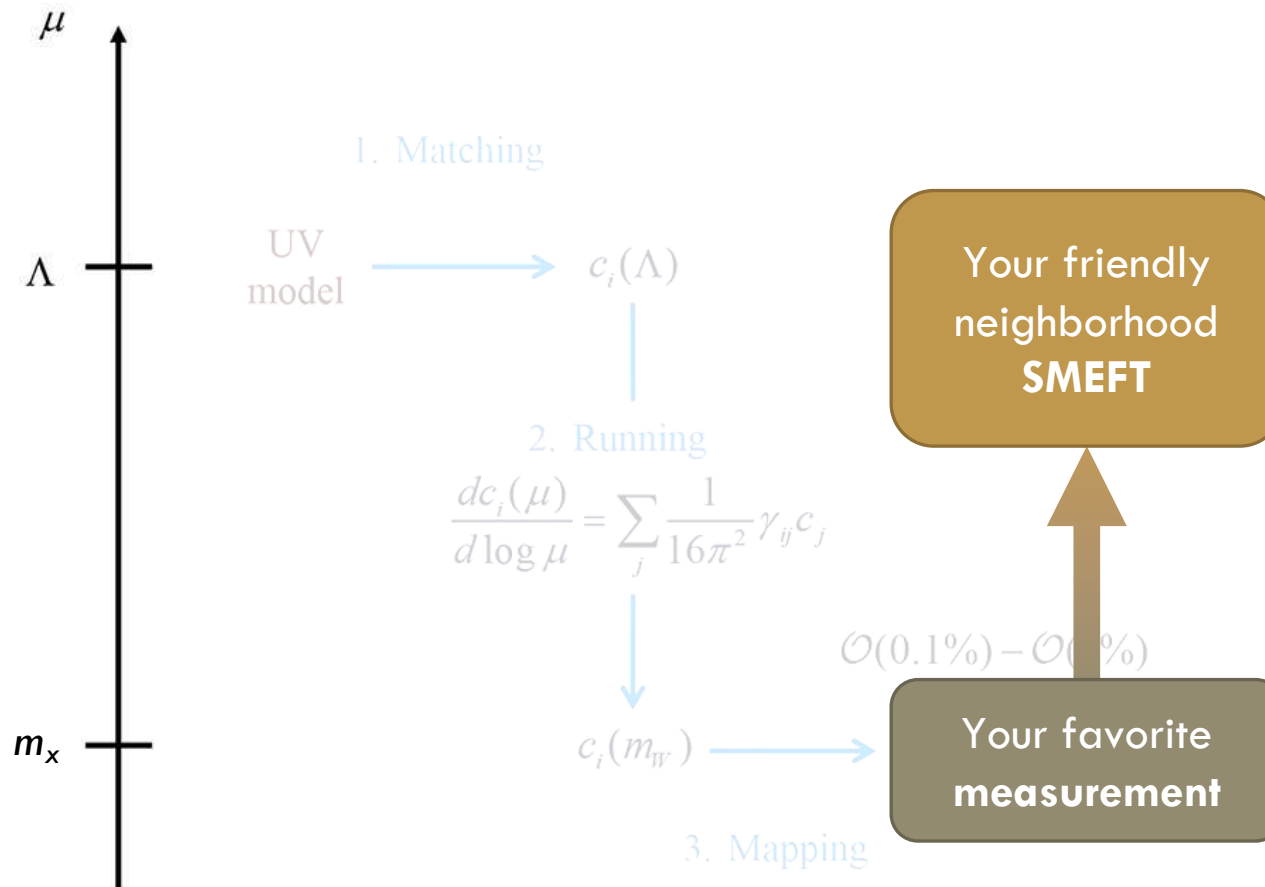 μ
1. Matching
Λ
UV
model
c_i(Λ)
Your friendly
neighborhood
SMEFT
2. Running
dc_i(μ)/d log μ = ∑_j 1/16π² γ_ij c_j
𝒪(0.1%) – 𝒪( %)
m_x
c_i(m_W)
Your favorite
measurement
3. Mapping